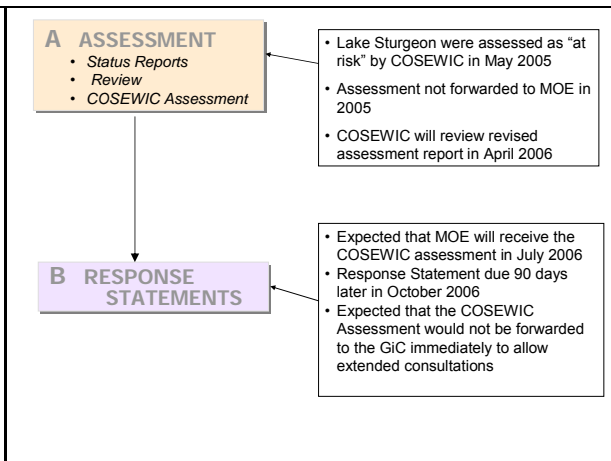 A ASSESSMENT
• Status Reports
• Review
• COSEWIC Assessment
• Lake Sturgeon were assessed as “at
risk” by COSEWIC in May 2005
• Assessment not forwarded to MOE in
2005
• COSEWIC will review revised
assessment report in April 2006
B RESPONSE
STATEMENTS
• Expected that MOE will receive the
COSEWIC assessment in July 2006
• Response Statement due 90 days
later in October 2006
• Expected that the COSEWIC
Assessment would not be forwarded
to the GiC immediately to allow
extended consultations